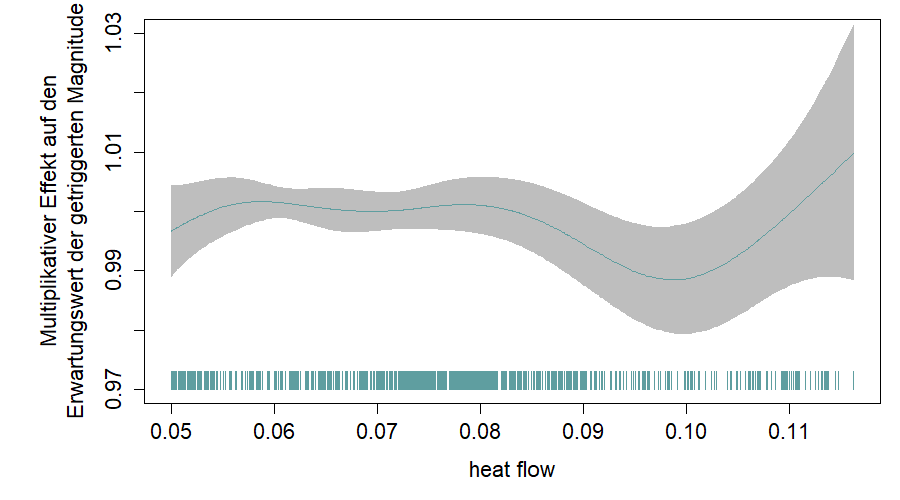 Multiplikativer Effekt auf den
Erwartungswert der getriggerten Magnitude
1.03
1.01
0.99
0.97
0.05 0.06 0.07 0.08 0.09 0.10 0.11
heat flow